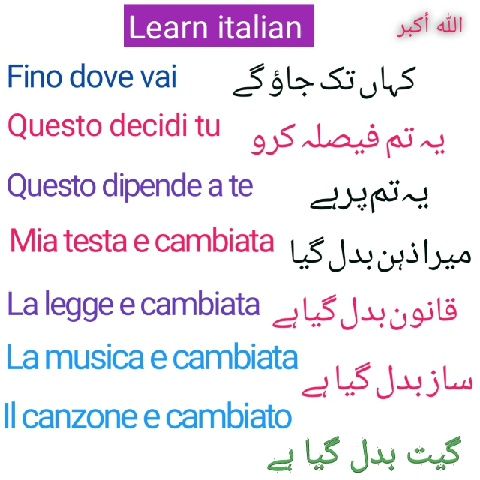 Learn italian
الله أكبر
Fino dove vai
کہاں تک جاؤ گے
Questo decidi tu
یہ تم فیصلہ کرو
Questo dipende a te
یہ تم پر ہے
Mia testa e cambiata
میرا ذہن بدل گیا
La legge e cambiata
قانون بدل گیا ہے
La musica e cambiata
ساز بدل گیا ہے
Il canzone e cambiato
گیت بدل گیا ہے